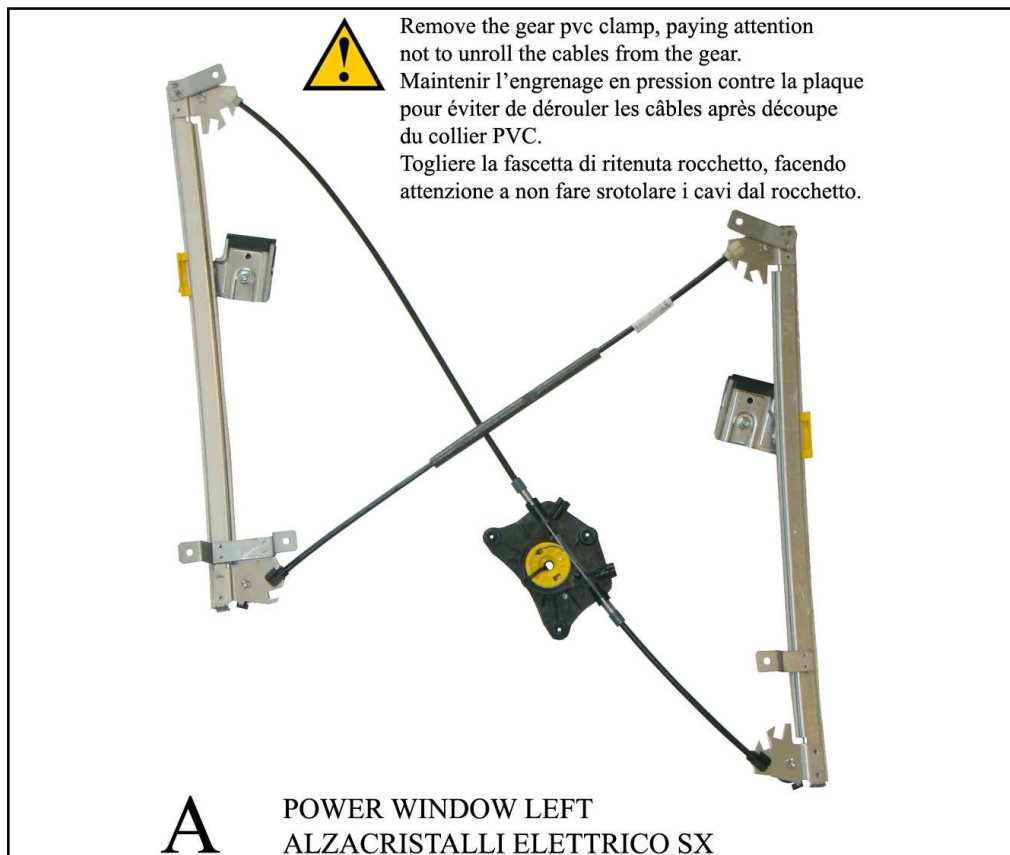 Remove the gear pvc clamp, paying attention
not to unroll the cables from the gear.
Maintenir l’engrenage en pression contre la plaque
pour éviter de dérouler les câbles après découpe
du collier PVC.
Togliere la fascetta di ritenuta rocchetto, facendo
attenzione a non fare srotolare i cavi dal rocchetto.
A
POWER WINDOW LEFT
ALZACRISTALLI ELETTRICO SX